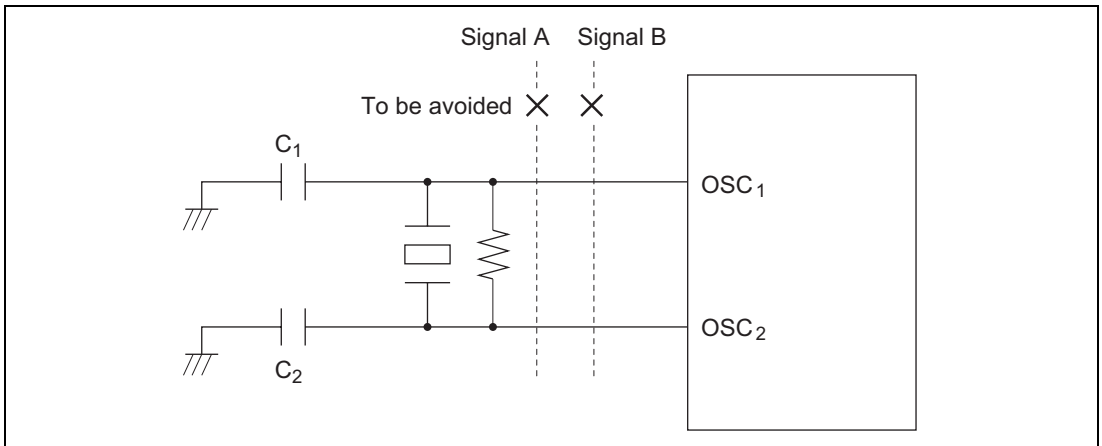 Signal A Signal B
To be avoided
C1
OSC1
OSC2
C2